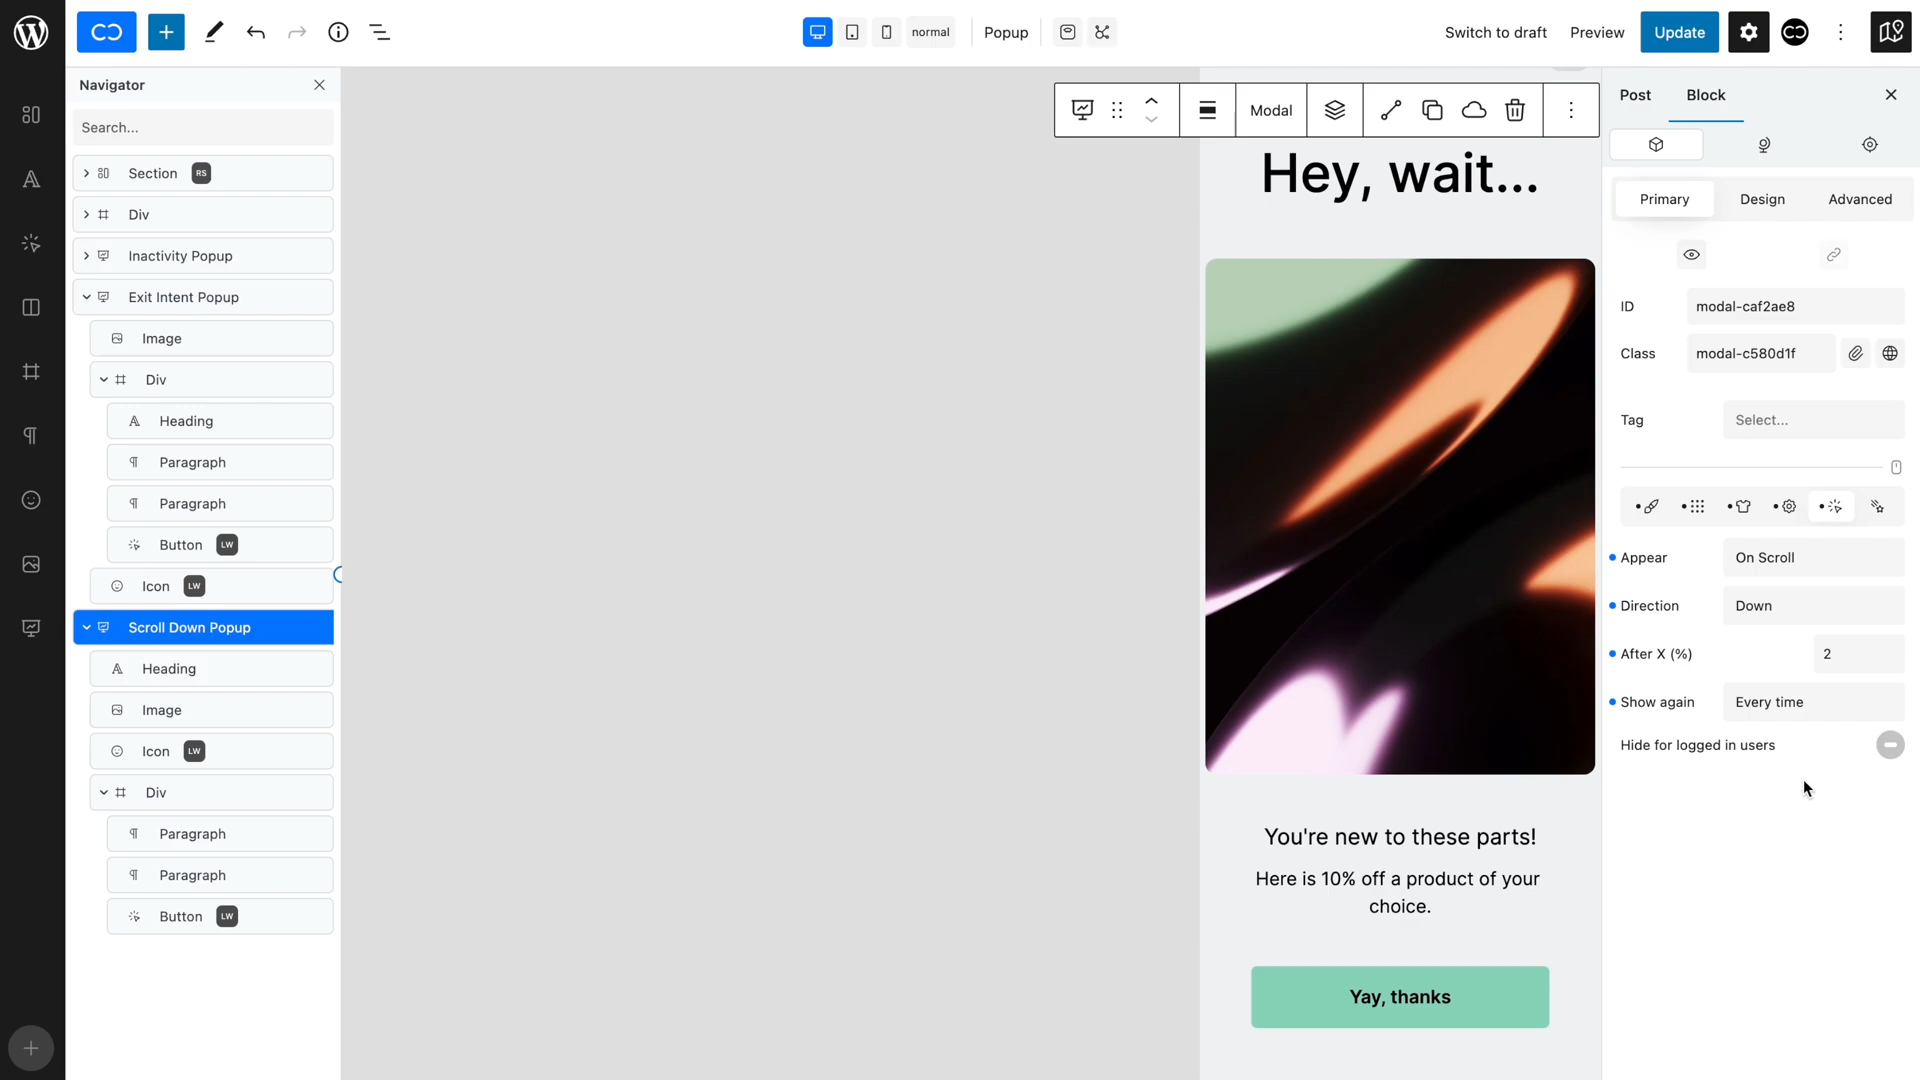 normal
Popup
Switch to draft
Preview
Update
Navigator
Search...
Section RS
Div
Inactivity Popup
Exit Intent Popup
Image
Div
Heading
Paragraph
Paragraph
Button LW
Icon LW
Scroll Down Popup
Heading
Image
Icon LW
Div
Paragraph
Paragraph
Button LW
Modal
Hey, wait...
You're new to these parts!
Here is 10% off a product of your
choice.
Yay, thanks
Post
Block
Primary
Design
Advanced
ID modal-caf2ae8
Class modal-c580d1f
Tag Select...
Appear On Scroll
Direction Down
After X (%) 2
Show again Every time
Hide for logged in users